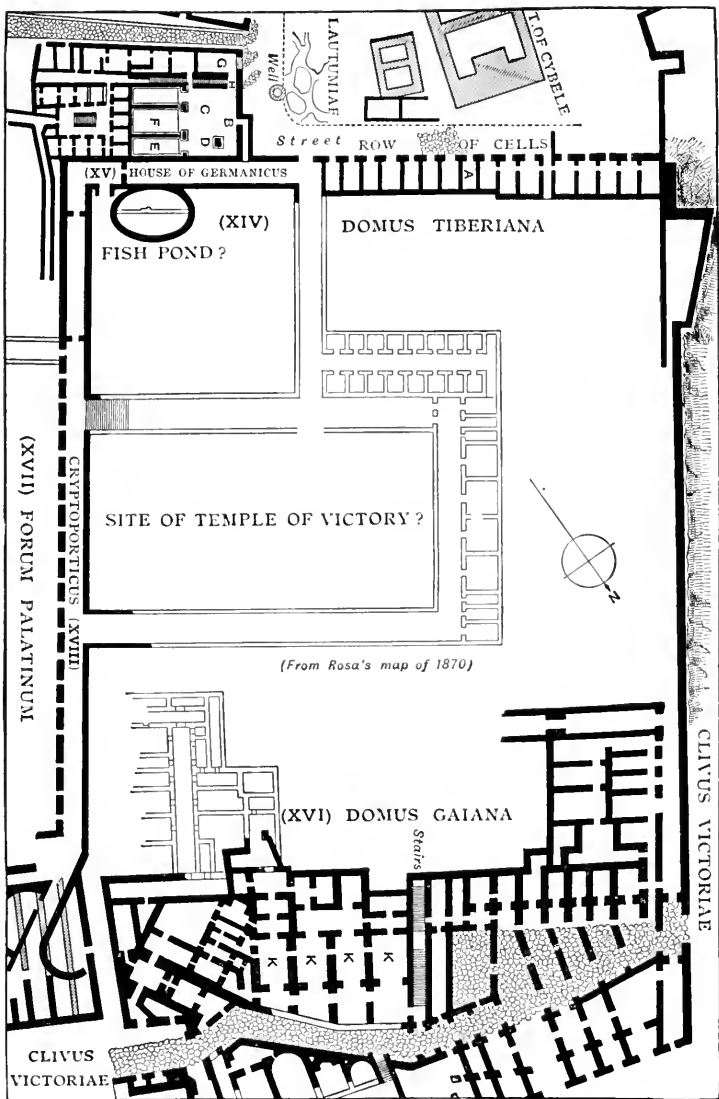 T. OF CYBELE
LAUTUNIAE
Well
G
H
B
C
D
F
E
Street ROW OF CELLS
A
(XV) HOUSE OF GERMANICUS
(XIV)
DOMUS TIBERIANA
FISH POND?
SITE OF TEMPLE OF VICTORY?
CRYPTOPORTICUS (XVIII)
(XVII) FORUM PALATINUM
N
(From Rosa's map of 1870)
(XVI) DOMUS GAIANA
Stairs
CLIVUS VICTORIAE
K K K K
CLIVUS
VICTORIAE